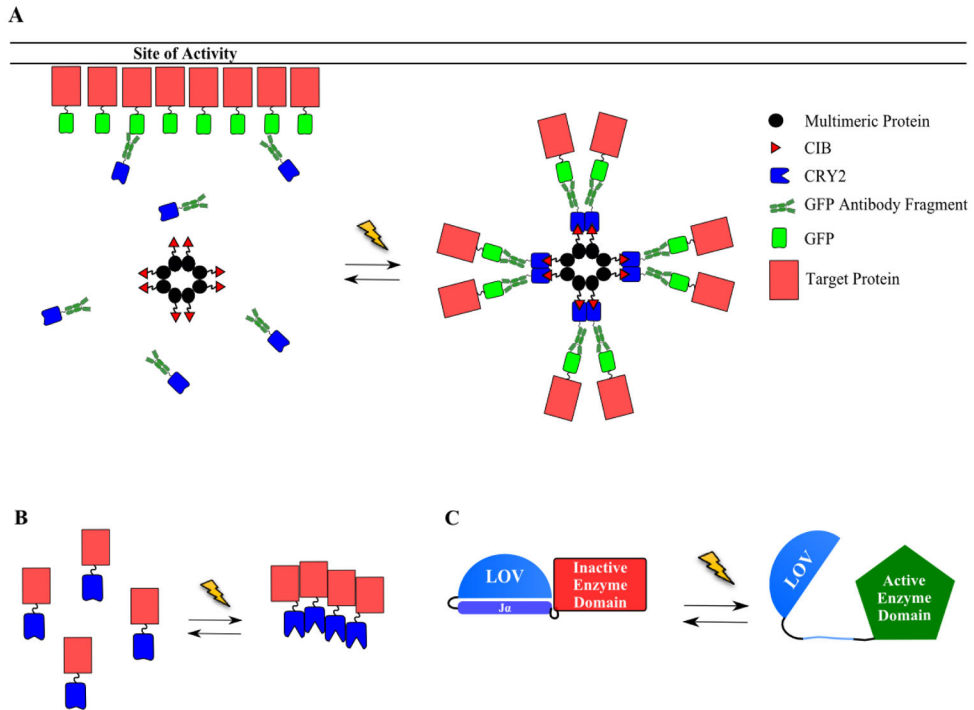 A
Site of Activity
Multimeric Protein
CIB
CRY2
GFP Antibody Fragment
GFP
Target Protein
B
C
LOV
Jα
Inactive
Enzyme
Domain
LOV
Active
Enzyme
Domain